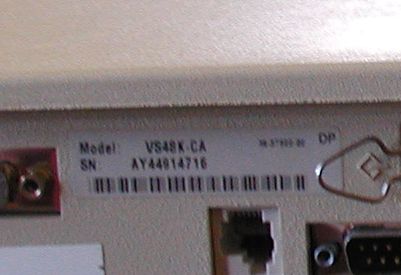 Model: VS48K-CA DP
SN: AY44914716